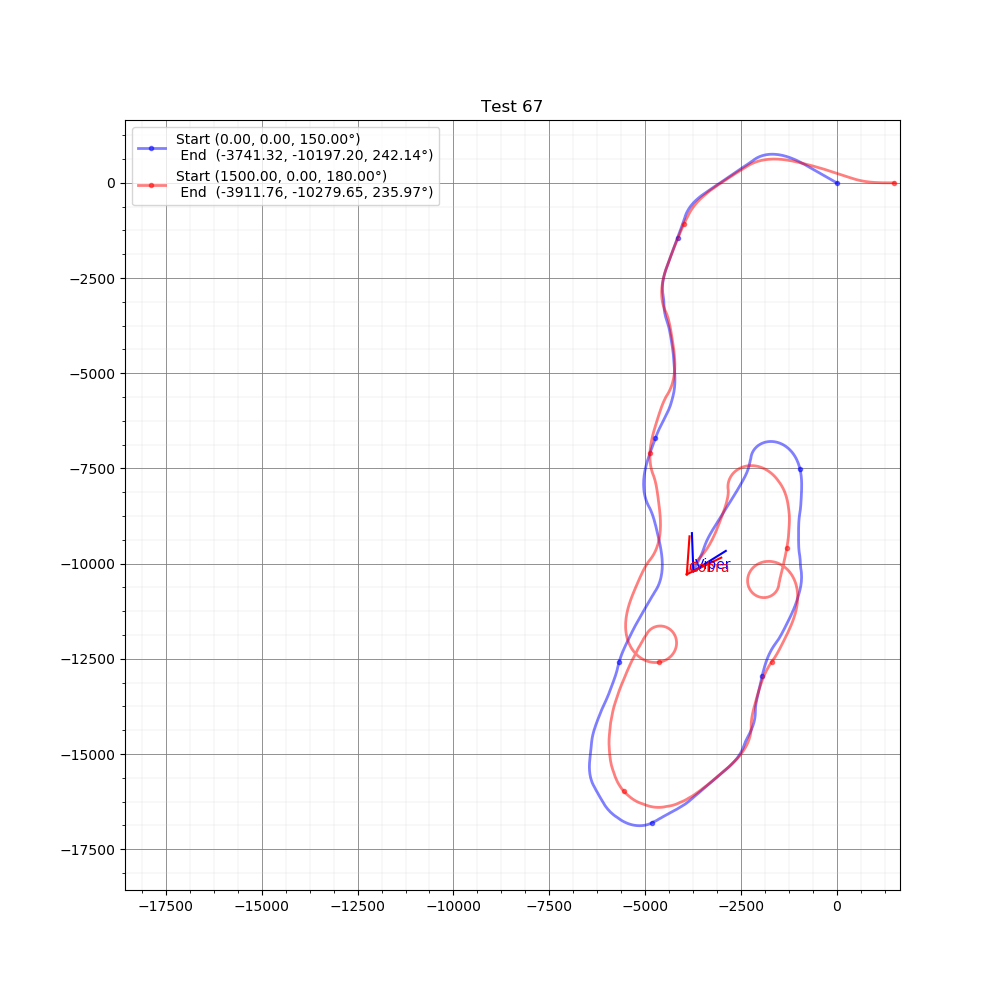 Test 67
Start (0.00, 0.00, 150.00°)
End (-3741.32, -10197.20, 242.14°)
Start (1500.00, 0.00, 180.00°)
End (-3911.76, -10279.65, 235.97°)
0
−2500
−5000
−7500
−10000
−12500
−15000
−17500
Viper
Cobra
−17500 −15000 −12500 −10000 −7500 −5000 −2500 0